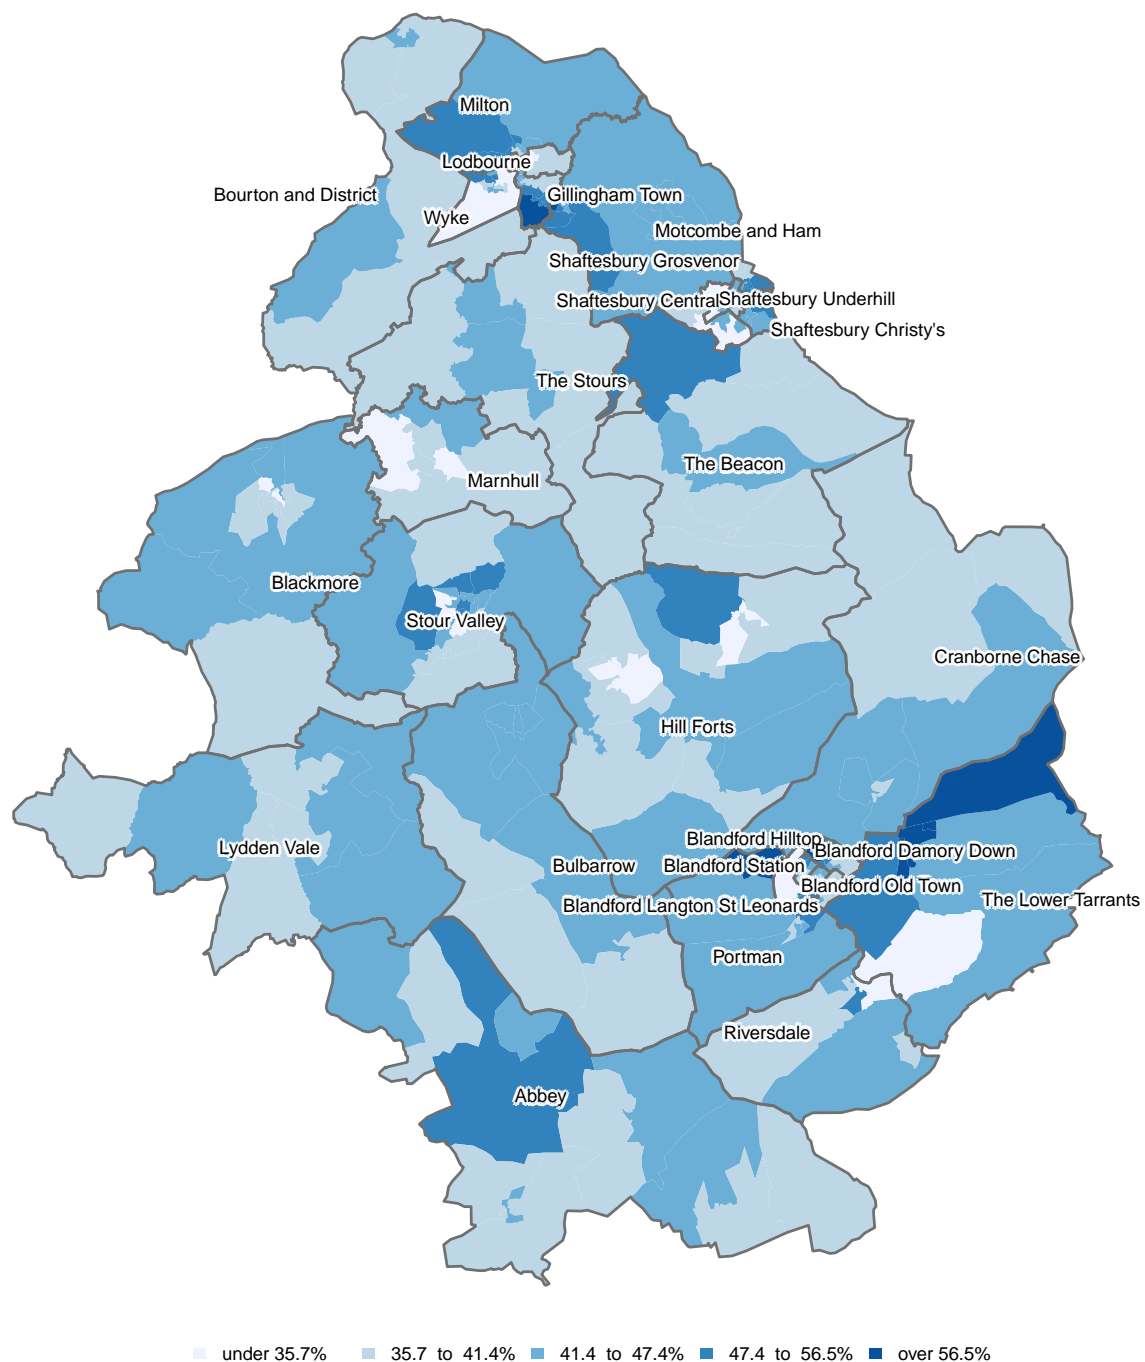 Milton
Lodbourne
Bourton and District
Gillingham Town
Wyke
Motcombe and Ham
Shaftesbury Grosvenor
Shaftesbury Central
Shaftesbury Underhill
Shaftesbury Christy's
The Stours
The Beacon
Marnhull
Blackmore
Stour Valley
Cranborne Chase
Hill Forts
Blandford Hilltop
Lydden Vale
Blandford Damory Down
Bulbarrow
Blandford Station
Blandford Old Town
The Lower Tarrants
Blandford Langton St Leonards
Portman
Riversdale
Abbey
under 35.7%
35.7 to 41.4%
41.4 to 47.4%
47.4 to 56.5%
over 56.5%